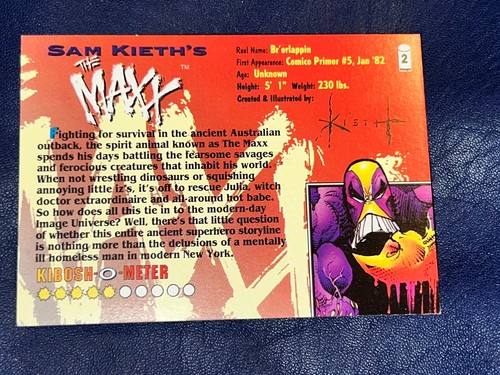 SAM KIETH'S
THE
MAXX
TM
Real Name: Br'erlappin
First Appearance: Comico Primer #5, Jan '82
Age: Unknown
Height: 5' 1" Weight: 230 lbs.
Created & Illustrated by:
KIETH
2
Fighting for survival in the ancient Australian
outback, the spirit animal known as The Maxx
spends his days battling the fearsome savages
and ferocious creatures that inhabit his world.
When not wrestling dinosaurs or squishing
annoying little iz's, it's off to rescue Julia, witch
doctor extraordinaire and all-around hot babe.
So how does all this tie in to the modern-day
Image Universe? Well, there's that little question
of whether this entire ancient superhero storyline
is nothing more than the delusions of a mentally
ill homeless man in modern New York.
KIBOSH-O-METER